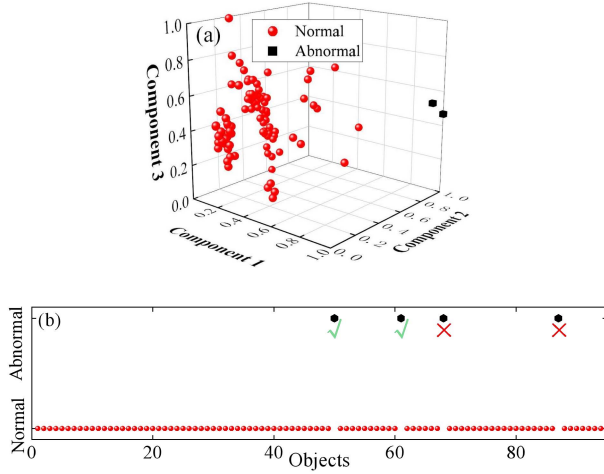 (a)
Normal
Abnormal
Component 3
1.0
0.8
0.6
0.4
0.2
0.0
0.2
0.4
0.6
0.8
1.0
Component 1
0.0
0.2
0.4
0.6
0.8
1.0
Component 2
(b)
Abnormal
Normal
0 20 40 60 80
Objects